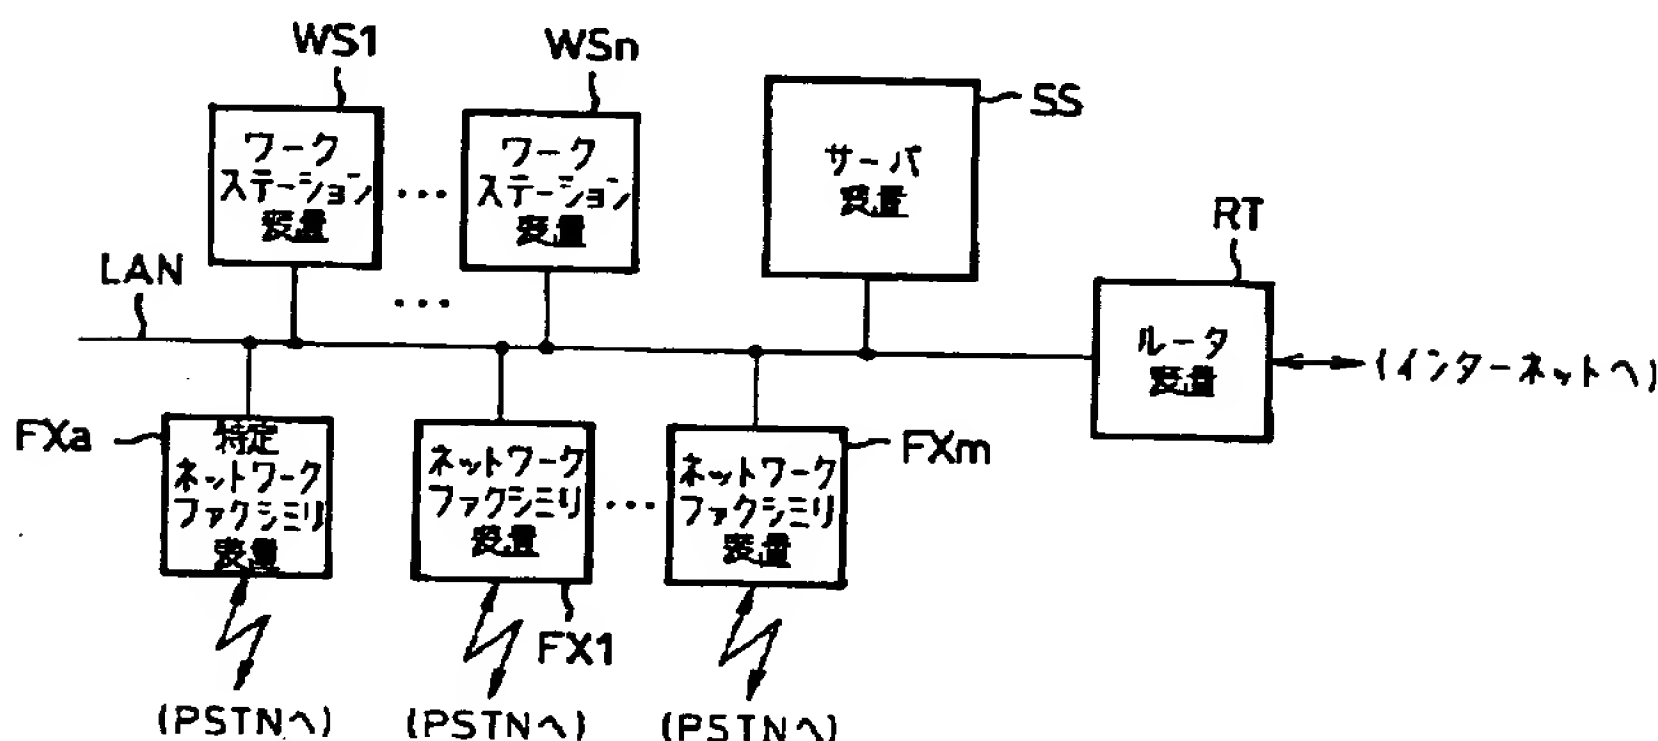 WS1
WSn
SS
ワーク
ステーション
装置
ワーク
ステーション
装置
サーバ
装置
RT
LAN
ルータ
装置
(インターネットへ)
FXa
特定
ネットワーク
ファクシミリ
装置
ネットワーク
ファクシミリ
装置
ネットワーク
ファクシミリ
装置
FXm
FX1
(PSTNへ)
(PSTNへ)
(PSTNへ)